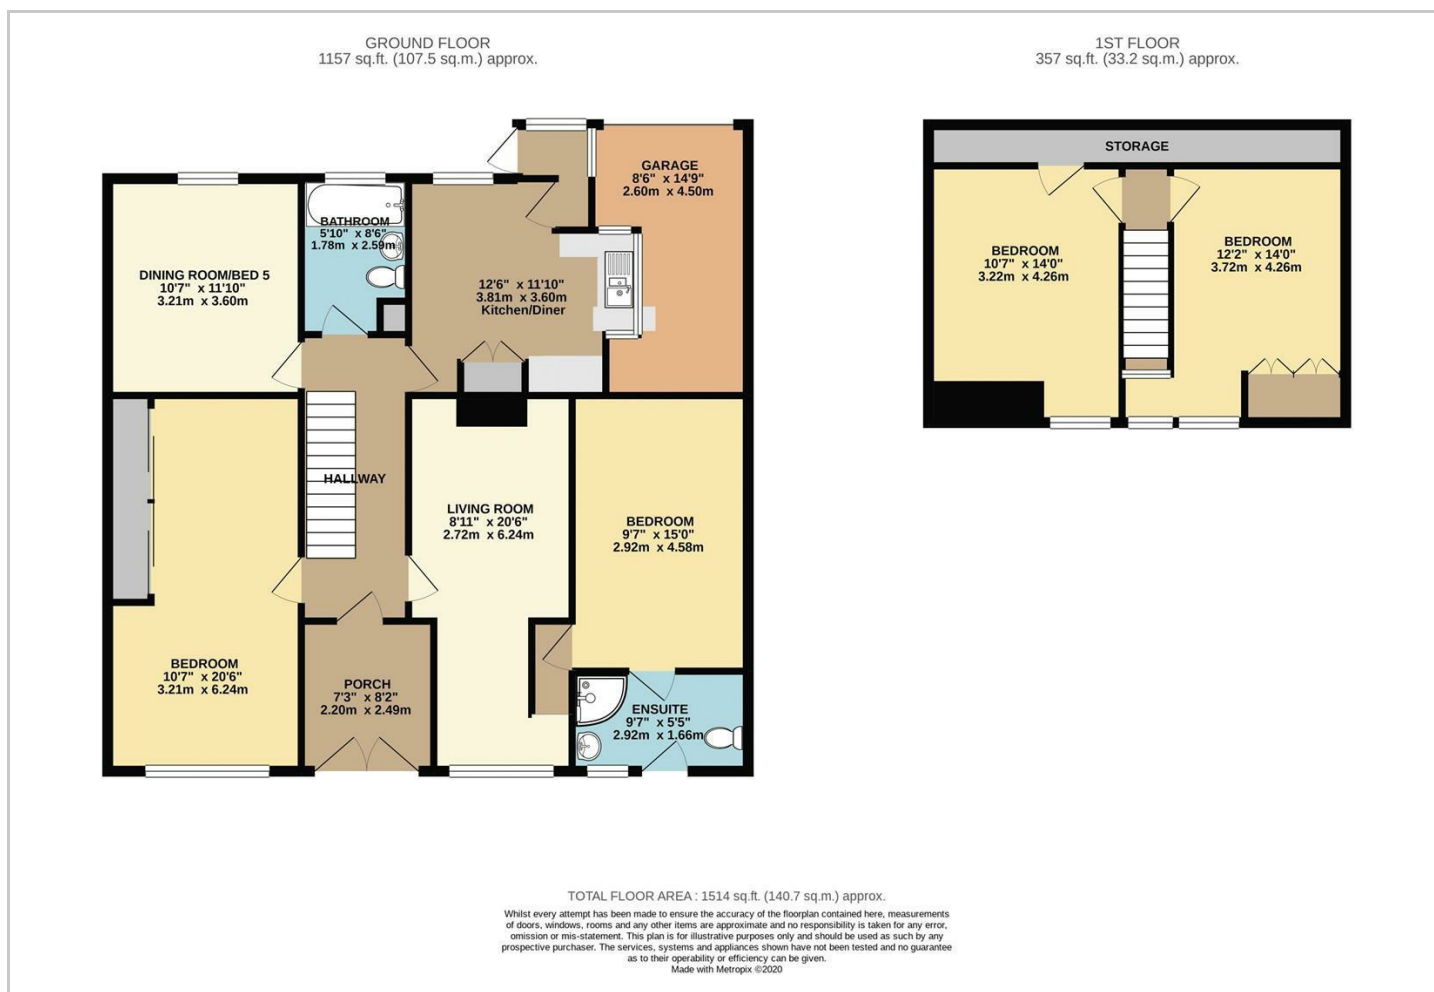 GROUND FLOOR
1157 sq.ft. (107.5 sq.m.) approx.
1ST FLOOR
357 sq.ft. (33.2 sq.m.) approx.
GARAGE
8'6" x 14'9"
2.60m x 4.50m
BATHROOM
5'10" x 8'6"
1.78m x 2.59m
DINING ROOM/BED 5
10'7" x 11'10"
3.21m x 3.60m
12'6" x 11'10"
3.81m x 3.60m
Kitchen/Diner
HALLWAY
LIVING ROOM
8'11" x 20'6"
2.72m x 6.24m
BEDROOM
9'7" x 15'0"
2.92m x 4.58m
BEDROOM
10'7" x 20'6"
3.21m x 6.24m
PORCH
7'3" x 8'2"
2.20m x 2.49m
ENSUITE
9'7" x 5'5"
2.92m x 1.66m
STORAGE
BEDROOM
10'7" x 14'0"
3.22m x 4.26m
BEDROOM
12'2" x 14'0"
3.72m x 4.26m
TOTAL FLOOR AREA : 1514 sq.ft. (140.7 sq.m.) approx.
Whilst every attempt has been made to ensure the accuracy of the floorplan contained here, measurements
of doors, windows, rooms and any other items are approximate and no responsibility is taken for any error,
omission or mis-statement. This plan is for illustrative purposes only and should be used as such by any
prospective purchaser. The services, systems and appliances shown have not been tested and no guarantee
as to their operability or efficiency can be given.
Made with Metropix ©2020